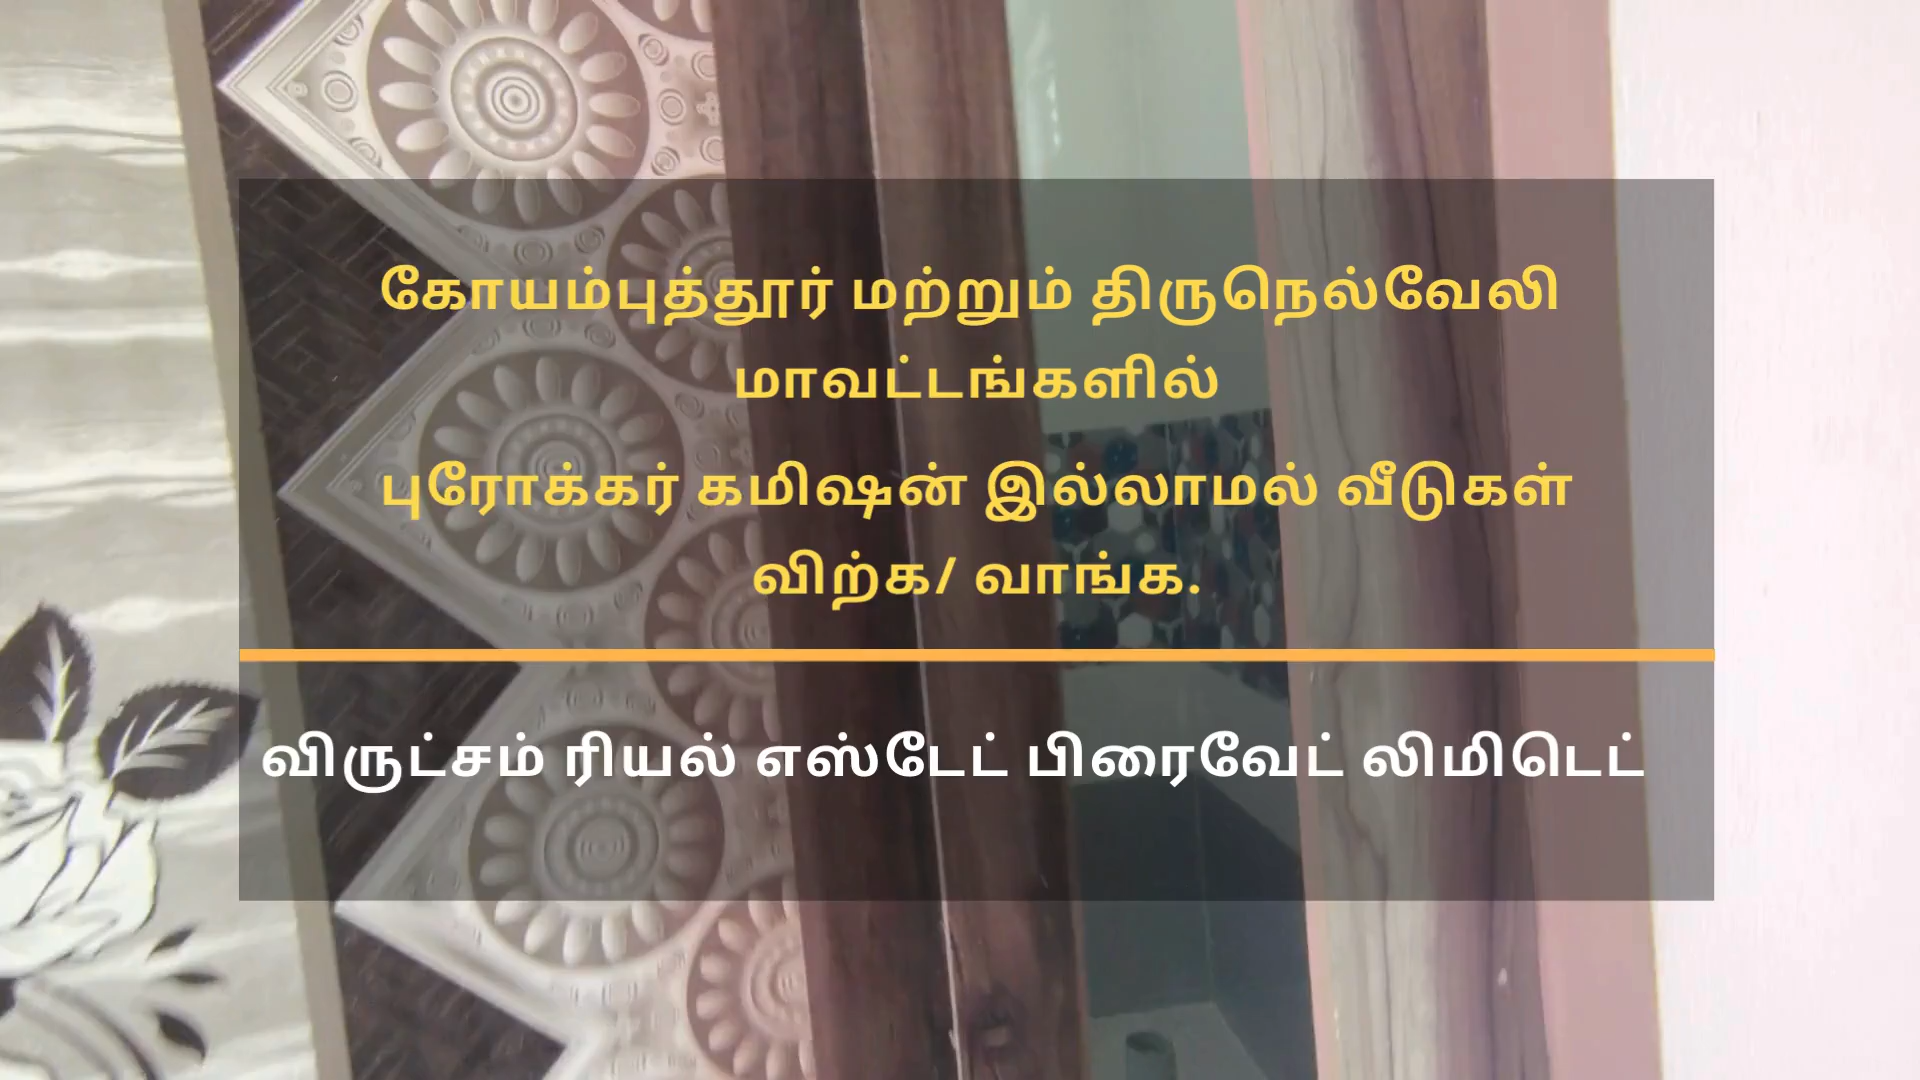 கோயம்புத்தூர் மற்றும் திருநெல்வேலி
மாவட்டங்களில்
புரோக்கர் கமிஷன் இல்லாமல் வீடுகள்
விற்க/ வாங்க.
விருட்சம் ரியல் எஸ்டேட் பிரைவேட் லிமிடெட்